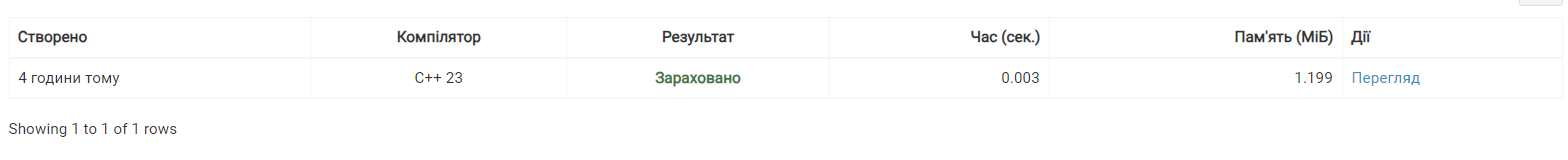 Створено Компілятор Результат Час (сек.) Пам'ять (МіБ) Дії
4 години тому C++ 23 Зараховано 0.003 1.199 Перегляд
Showing 1 to 1 of 1 rows